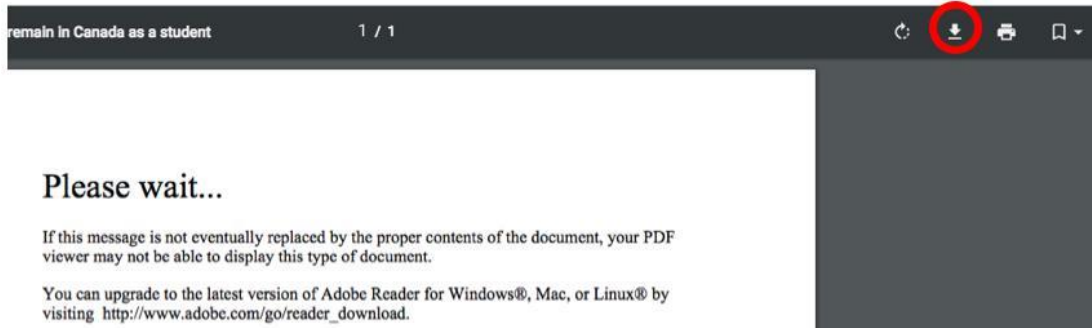 remain in Canada as a student 1 / 1
Please wait...
If this message is not eventually replaced by the proper contents of the document, your PDF
viewer may not be able to display this type of document.
You can upgrade to the latest version of Adobe Reader for Windows®, Mac, or Linux® by
visiting http://www.adobe.com/go/reader_download.